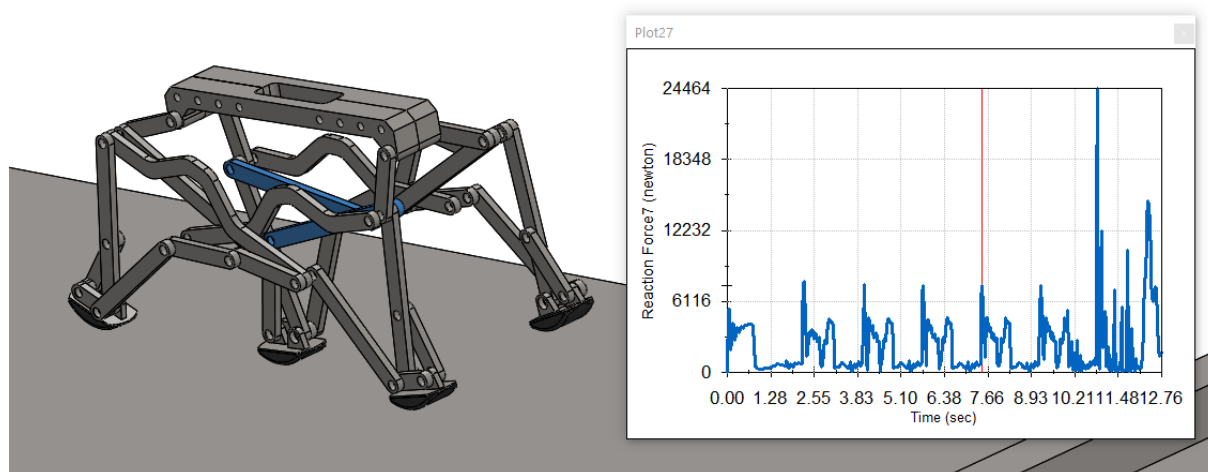 Plot27
24464
18348
12232
6116
0
Reaction Force7 (newton)
0.00 1.28 2.55 3.83 5.10 6.38 7.66 8.93 10.21 11.48 12.76
Time (sec)